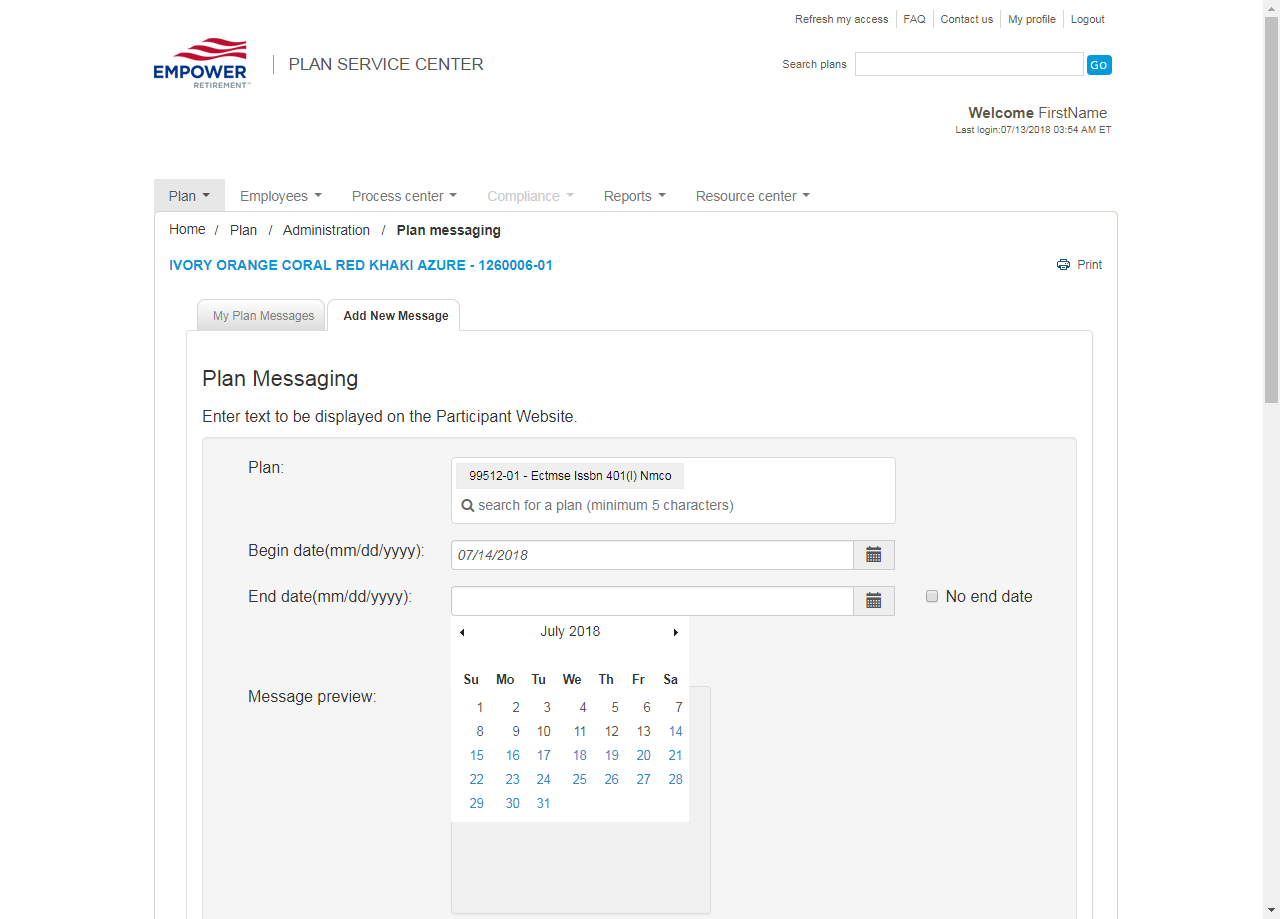 Refresh my access FAQ Contact us My profile Logout
EMPOWER
RETIREMENT™
PLAN SERVICE CENTER
Search plans Go
Welcome FirstName
Last login:07/13/2018 03:54 AM ET
Plan Employees Process center Compliance Reports Resource center
Home / Plan / Administration / Plan messaging
IVORY ORANGE CORAL RED KHAKI AZURE - 1260006-01 Print
My Plan Messages Add New Message
Plan Messaging
Enter text to be displayed on the Participant Website.
Plan: 99512-01 - Ectmse Issbn 401(l) Nmco
search for a plan (minimum 5 characters)
Begin date(mm/dd/yyyy): 07/14/2018
End date(mm/dd/yyyy): No end date
July 2018
Su Mo Tu We Th Fr Sa
Message preview:
1 2 3 4 5 6 7
8 9 10 11 12 13 14
15 16 17 18 19 20 21
22 23 24 25 26 27 28
29 30 31